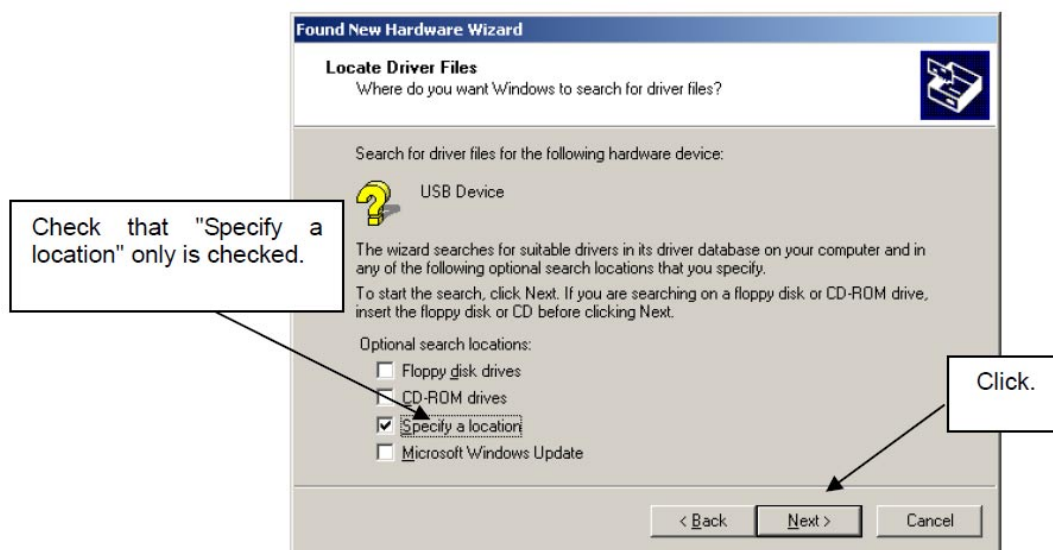 Found New Hardware Wizard
Locate Driver Files
Where do you want Windows to search for driver files?
Search for driver files for the following hardware device:
USB Device
Check that "Specify a
location" only is checked.
The wizard searches for suitable drivers in its driver database on your computer and in
any of the following optional search locations that you specify.
To start the search, click Next. If you are searching on a floppy disk or CD-ROM drive,
insert the floppy disk or CD before clicking Next.
Optional search locations:
Floppy disk drives
CD-ROM drives
Specify a location
Microsoft Windows Update
Click.
< Back Next > Cancel